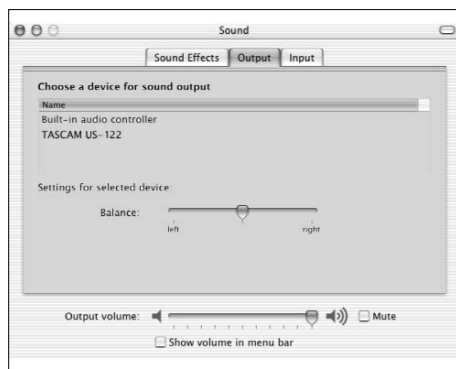 Sound
Sound Effects Output Input
Choose a device for sound output
Name
Built-in audio controller
TASCAM US-122
Settings for selected device:
Balance:
left right
Output volume: Mute
Show volume in menu bar